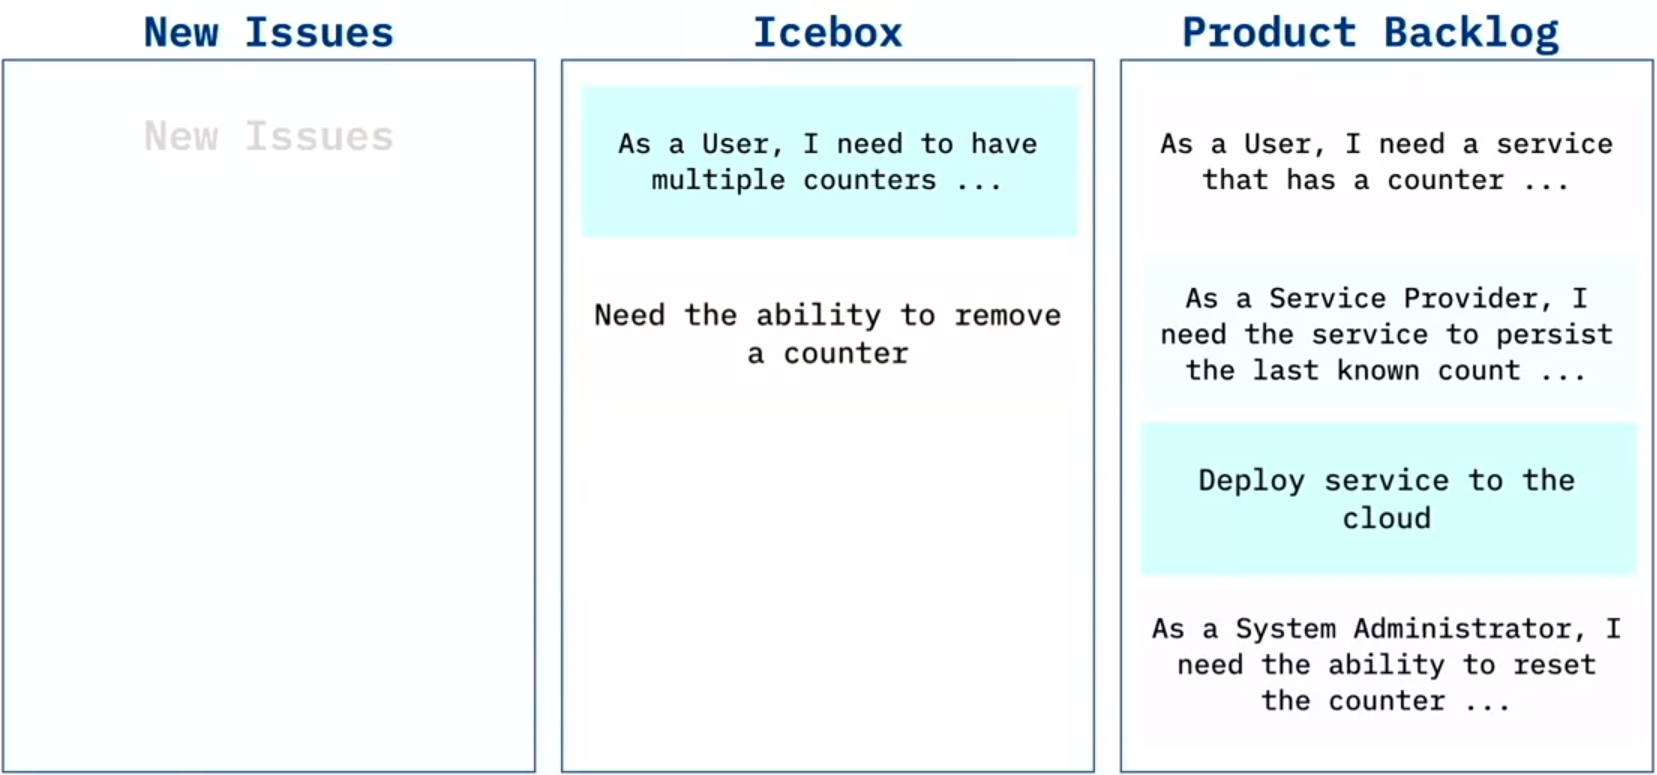 New Issues
New Issues
Icebox
As a User, I need to have
multiple counters ...
Need the ability to remove
a counter
Product Backlog
As a User, I need a service
that has a counter ...
As a Service Provider, I
need the service to persist
the last known count ...
Deploy service to the
cloud
As a System Administrator, I
need the ability to reset
the counter ...